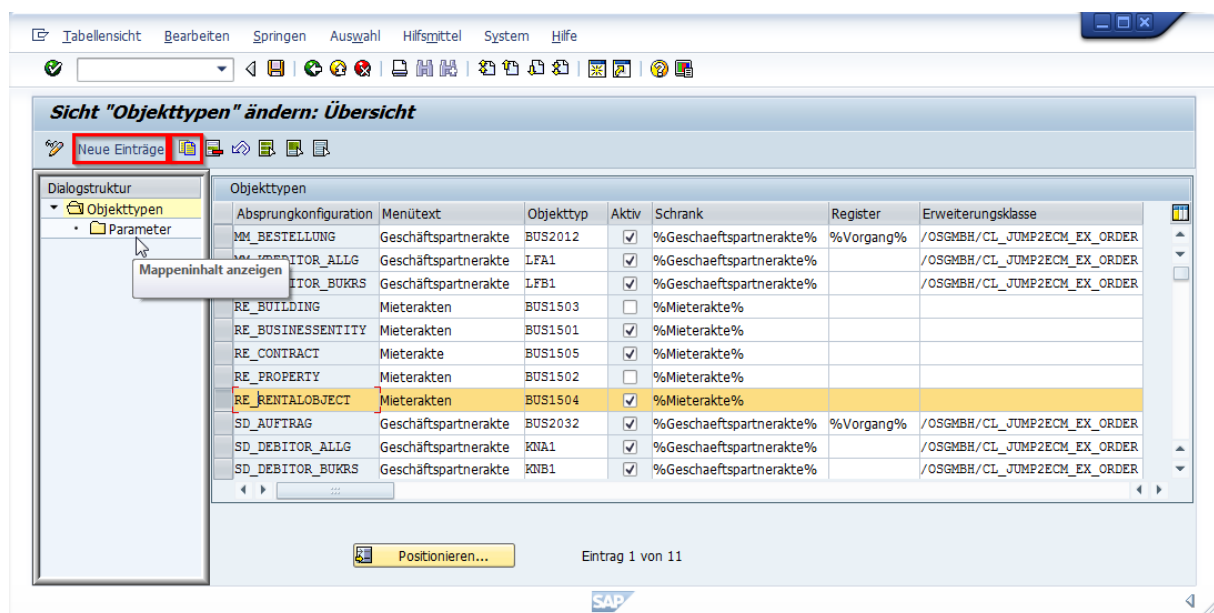 Tabellensicht Bearbeiten Springen Auswahl Hilfsmittel System Hilfe
Sicht "Objekttypen" ändern: Übersicht
Neue Einträge
Dialogstruktur
Objekttypen
Parameter
Mappeninhalt anzeigen
Objekttypen
Absprungkonfiguration Menütext Objekttyp Aktiv Schrank Register Erweiterungsklasse
MM_BESTELLUNG Geschäftspartnerakte BUS2012 %Geschaeftspartnerakte% %Vorgang% /OSGMBH/CL_JUMP2ECM_EX_ORDER
ITOR_ALLG Geschäftspartnerakte LFA1 %Geschaeftspartnerakte% /OSGMBH/CL_JUMP2ECM_EX_ORDER
ITOR_BUKRS Geschäftspartnerakte LFB1 %Geschaeftspartnerakte% /OSGMBH/CL_JUMP2ECM_EX_ORDER
RE_BUILDING Mieterakten BUS1503 %Mieterakte%
RE_BUSINESSENTITY Mieterakten BUS1501 %Mieterakte%
RE_CONTRACT Mieterakte BUS1505 %Mieterakte%
RE_PROPERTY Mieterakten BUS1502 %Mieterakte%
RE_RENTALOBJECT Mieterakten BUS1504 %Mieterakte%
SD_AUFTRAG Geschäftspartnerakte BUS2032 %Geschaeftspartnerakte% %Vorgang% /OSGMBH/CL_JUMP2ECM_EX_ORDER
SD_DEBITOR_ALLG Geschäftspartnerakte KNA1 %Geschaeftspartnerakte% /OSGMBH/CL_JUMP2ECM_EX_ORDER
SD_DEBITOR_BUKRS Geschäftspartnerakte KNB1 %Geschaeftspartnerakte% /OSGMBH/CL_JUMP2ECM_EX_ORDER
Positionieren... Eintrag 1 von 11
SAP